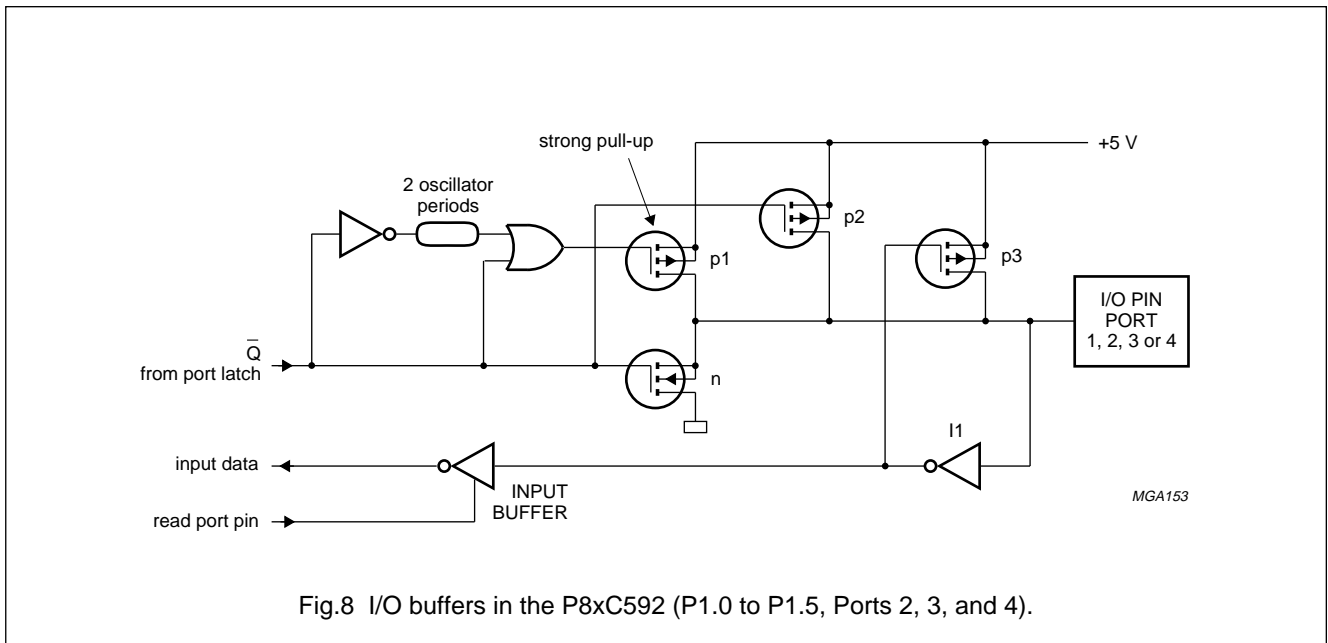 strong pull-up
+5 V
2 oscillator
periods
p2
p1
p3
I/O PIN
PORT
1, 2, 3 or 4
Q̅
from port latch
n
I1
input data
INPUT
BUFFER
read port pin
MGA153
Fig.8 I/O buffers in the P8xC592 (P1.0 to P1.5, Ports 2, 3, and 4).